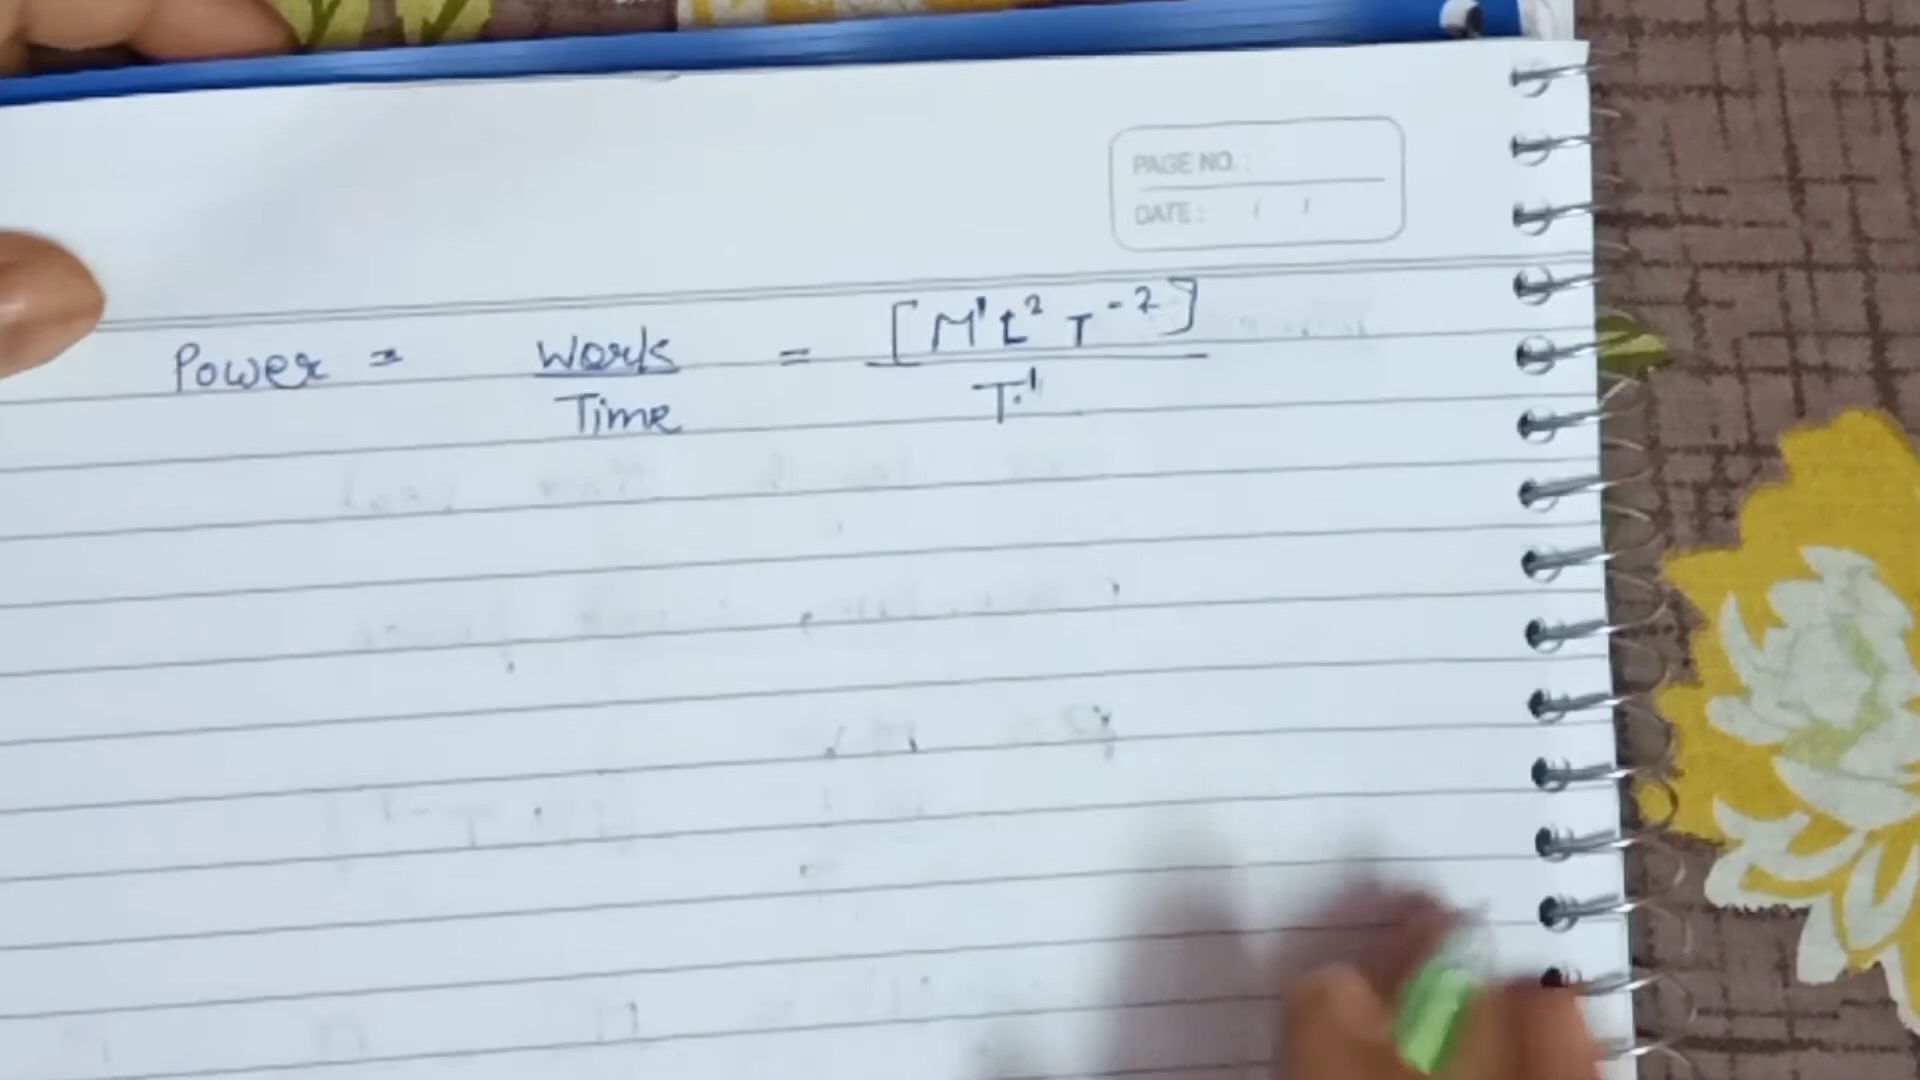 PAGE NO. :
DATE : / /
Power = Work/Time = [M¹L²T⁻²]/T¹